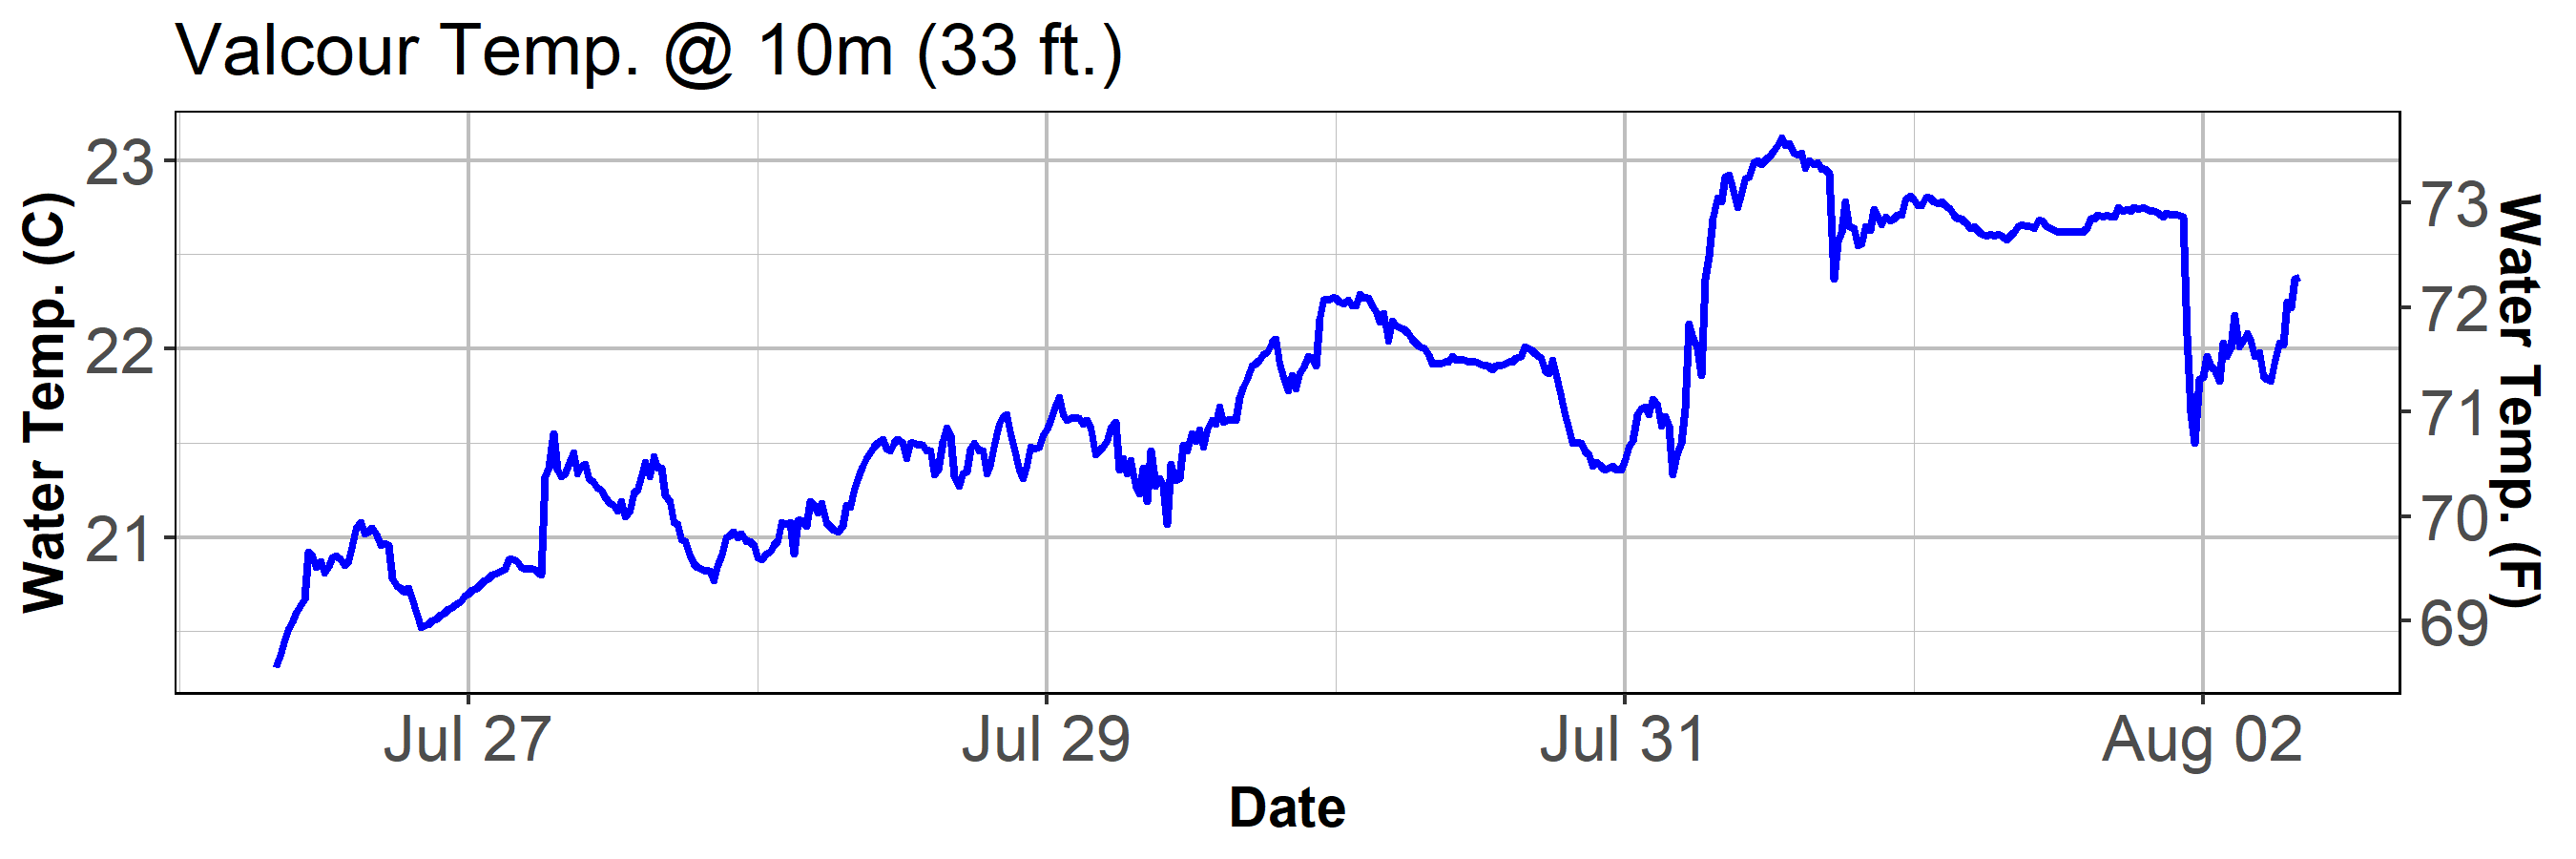 Valcour Temp. @ 10m (33 ft.)
Water Temp. (C)
23
22
21
73
72
71
70
69
Water Temp. (F)
Jul 27
Jul 29
Jul 31
Aug 02
Date